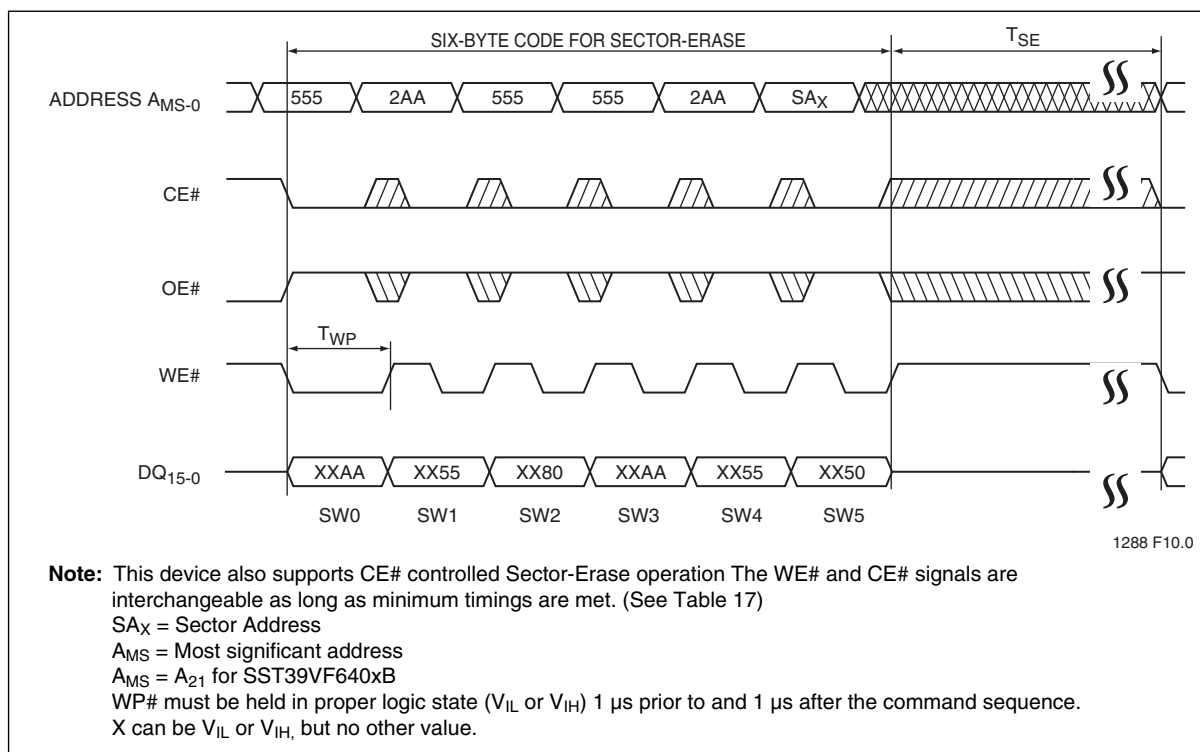 SIX-BYTE CODE FOR SECTOR-ERASE TSE
ADDRESS AMS-0 555 2AA 555 555 2AA SAX
CE#
OE#
TWP
WE#
DQ15-0 XXAA XX55 XX80 XXAA XX55 XX50
SW0 SW1 SW2 SW3 SW4 SW5
1288 F10.0
Note: This device also supports CE# controlled Sector-Erase operation The WE# and CE# signals are
interchangeable as long as minimum timings are met. (See Table 17)
SAX = Sector Address
AMS = Most significant address
AMS = A21 for SST39VF640xB
WP# must be held in proper logic state (VIL or VIH) 1 µs prior to and 1 µs after the command sequence.
X can be VIL or VIH, but no other value.